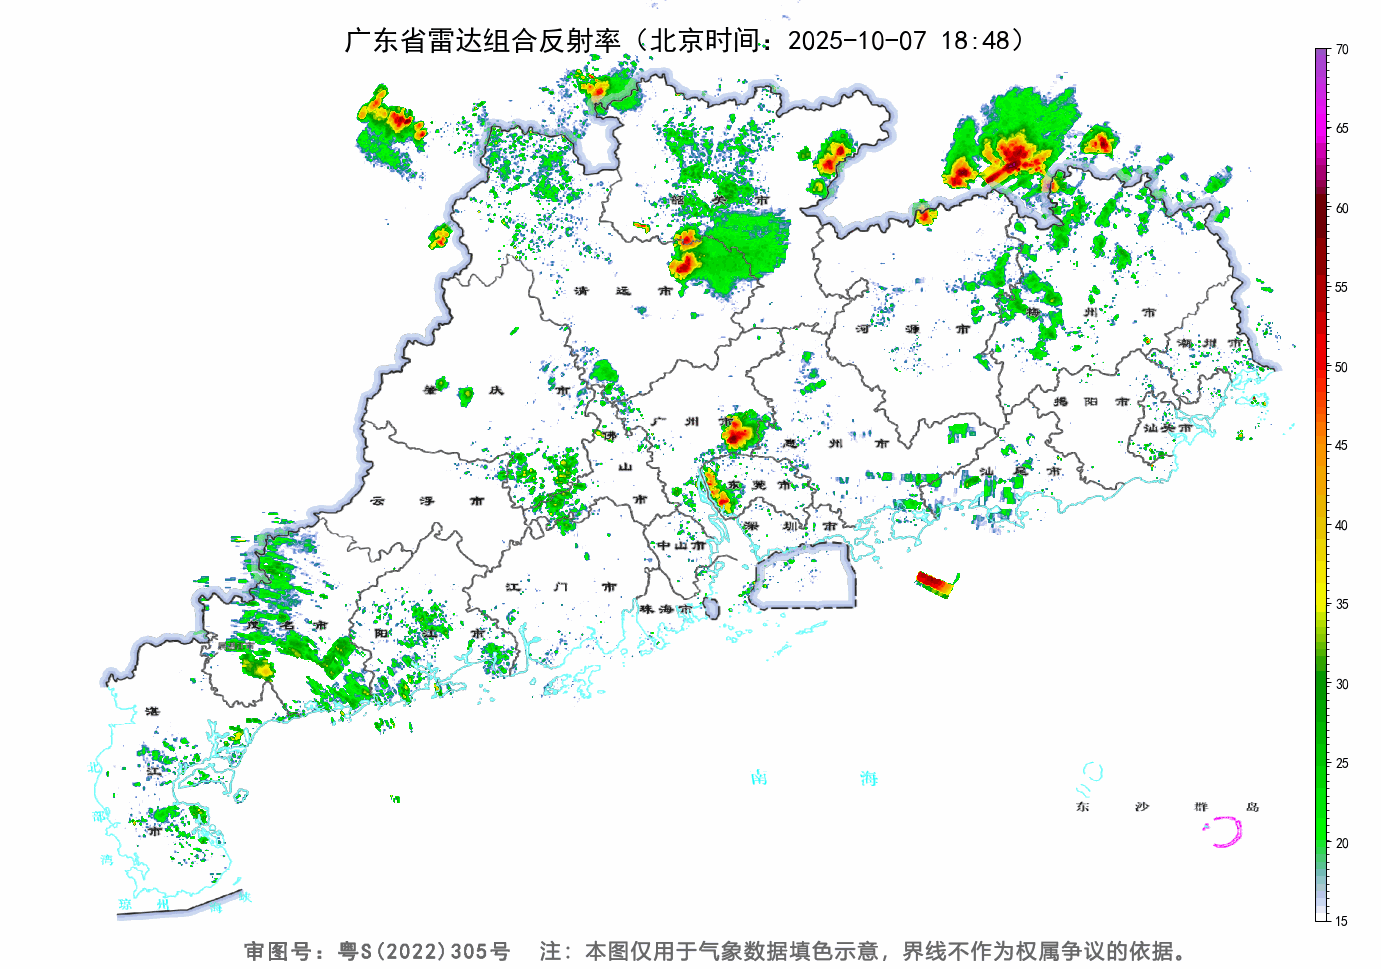 广东省雷达组合反射率（北京时间：2025-10-07 18:48）
70
65
60
55
50
45
40
35
30
25
20
15
韶 关 市
清 远 市
河 源 市
梅 州 市
潮 州 市
肇 庆 市
广 州 市
揭 阳 市
汕头市
佛 山 市
惠 州 市
汕 尾 市
东 莞 市
云 浮 市
深 圳 市
中山市
江 门 市
珠海市
茂 名 市
阳 江 市
湛 江 市
北 部 湾
南 海
东 沙 群 岛
琼 州 海 峡
审图号：粤S(2022)305号 注：本图仅用于气象数据填色示意，界线不作为权属争议的依据。